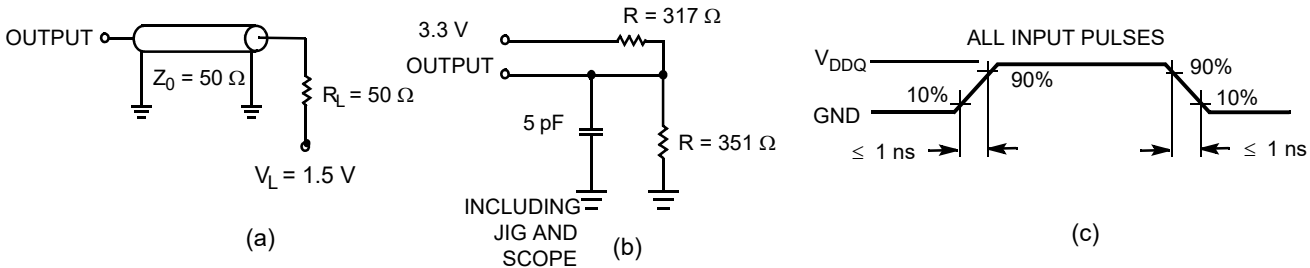 OUTPUT
Z0 = 50 Ω
RL = 50 Ω
VL = 1.5 V
(a)
R = 317 Ω
3.3 V
OUTPUT
5 pF
R = 351 Ω
INCLUDING
JIG AND
SCOPE
(b)
ALL INPUT PULSES
VDDQ
90%
90%
10%
10%
GND
≤ 1 ns
≤ 1 ns
(c)